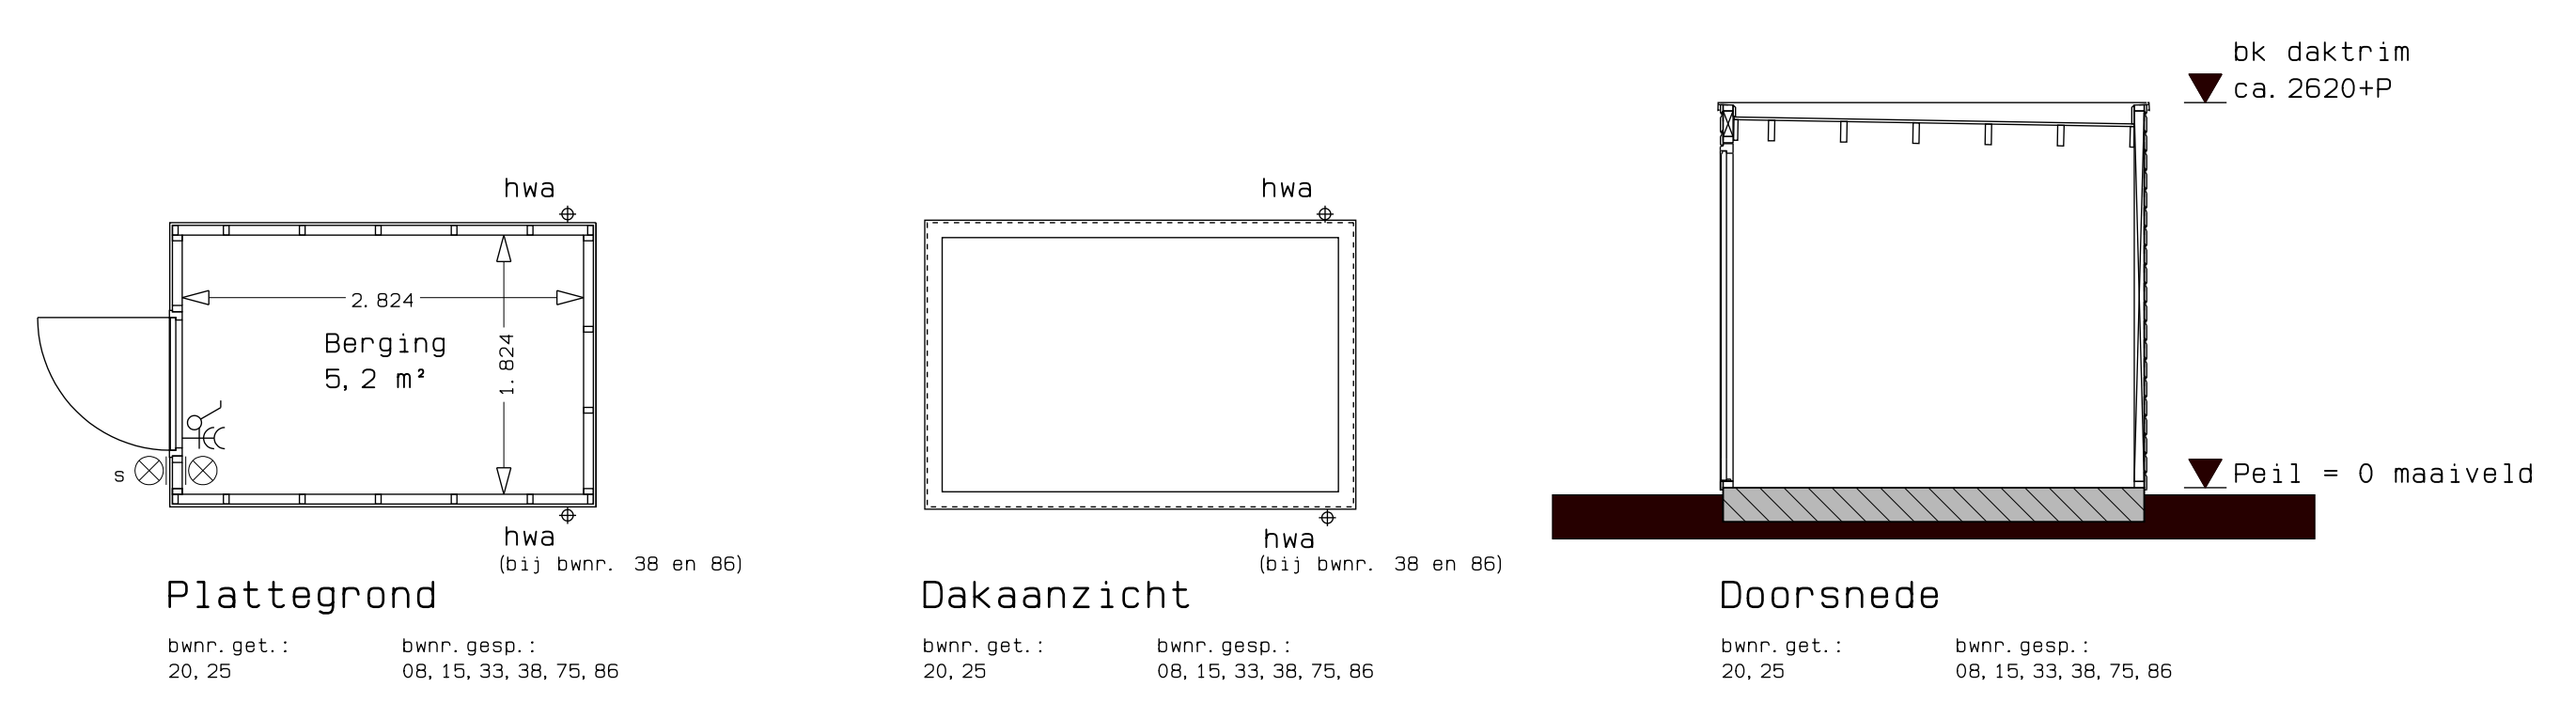 hwa
2.824
Berging
5,2 m²
1.824
s
hwa
(bij bwnr. 38 en 86)
Plattegrond
bwnr.get.:
20,25
bwnr.gesp.:
08,15,33,38,75,86
hwa
hwa
(bij bwnr. 38 en 86)
Dakaanzicht
bwnr.get.:
20,25
bwnr.gesp.:
08,15,33,38,75,86
bk daktrim
ca.2620+P
Peil = 0 maaiveld
Doorsnede
bwnr.get.:
20,25
bwnr.gesp.:
08,15,33,38,75,86